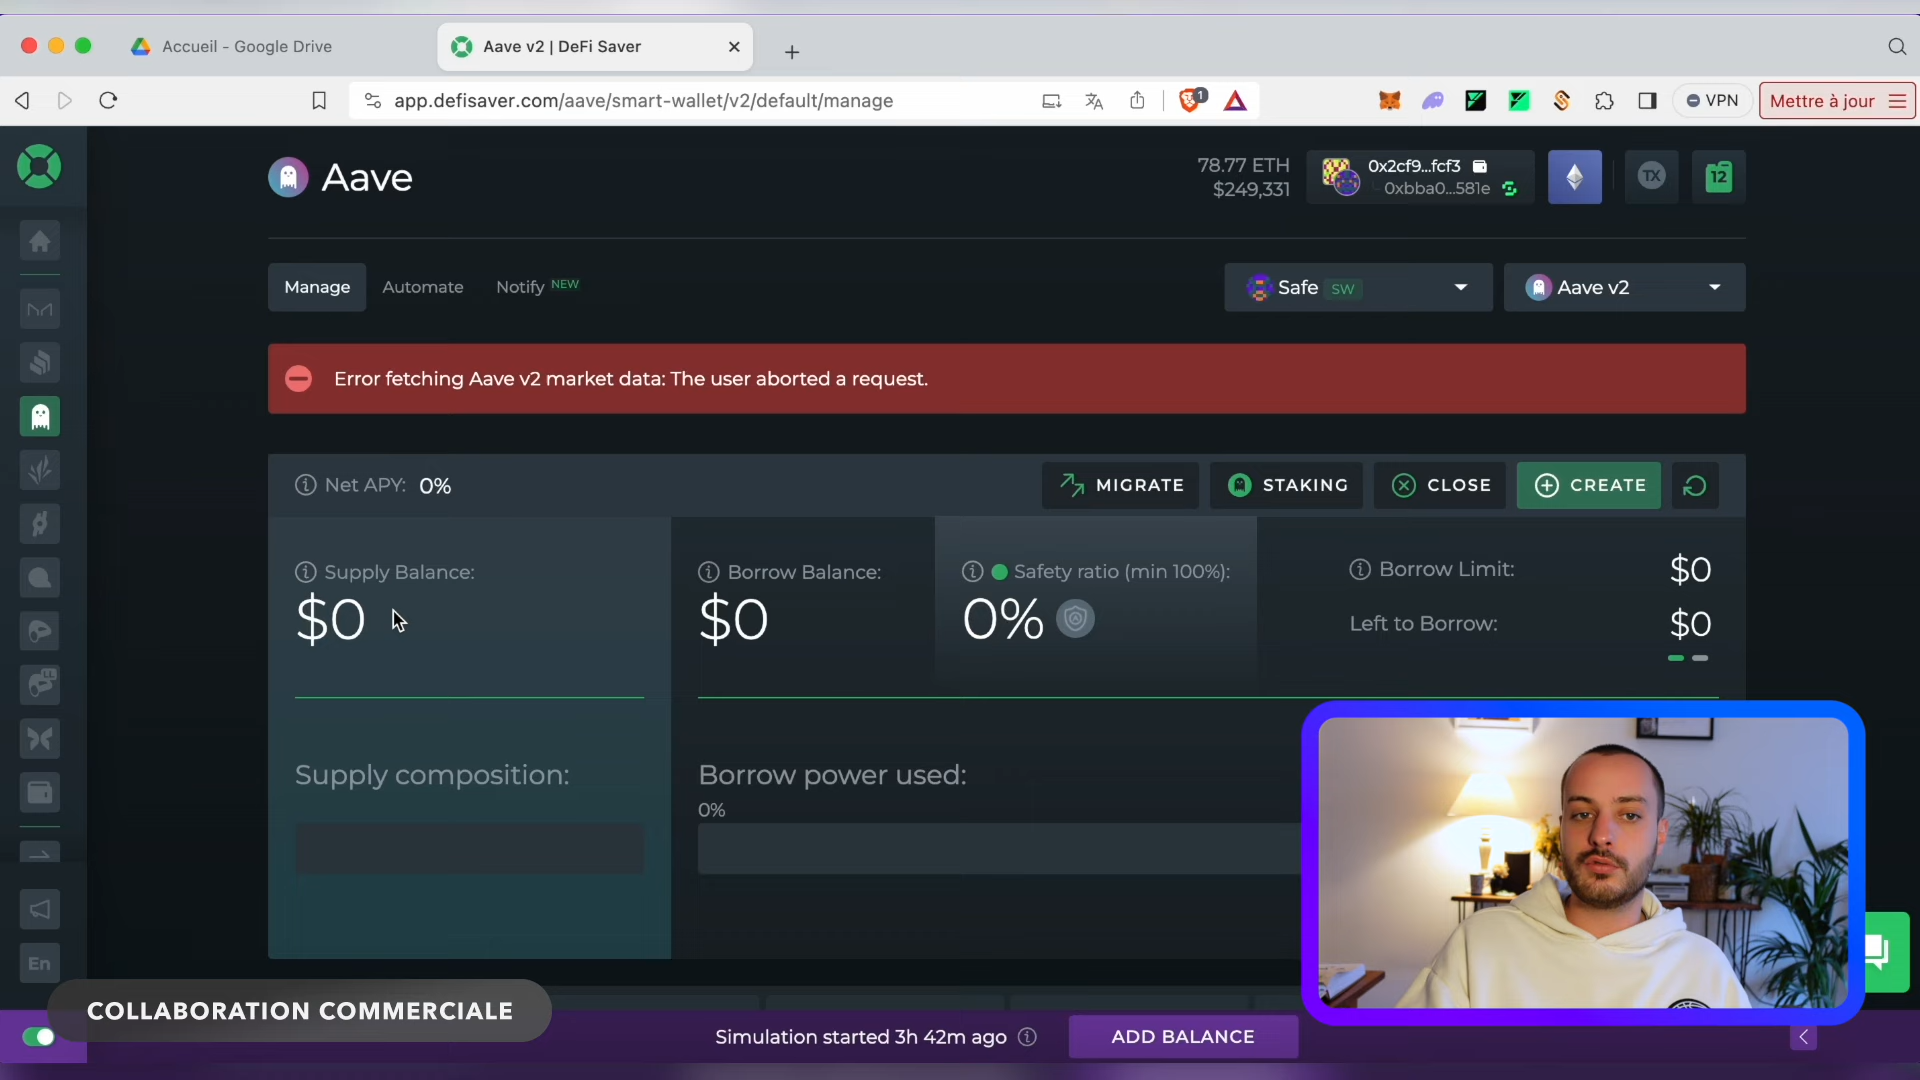 Accueil - Google Drive
Aave v2 | DeFi Saver
app.defisaver.com/aave/smart-wallet/v2/default/manage
1
VPN
Mettre à jour
Aave
78.77 ETH
$249,331
0x2cf9...fcf3
0xbba0...581e
TX
12
Manage
Automate
Notify NEW
Safe SW
Aave v2
Error fetching Aave v2 market data: The user aborted a request.
Net APY: 0%
MIGRATE
STAKING
CLOSE
CREATE
Supply Balance:
$0
Borrow Balance:
$0
Safety ratio (min 100%):
0%
Borrow Limit:
$0
Left to Borrow:
$0
Supply composition:
Borrow power used:
0%
En
COLLABORATION COMMERCIALE
Simulation started 3h 42m ago
ADD BALANCE